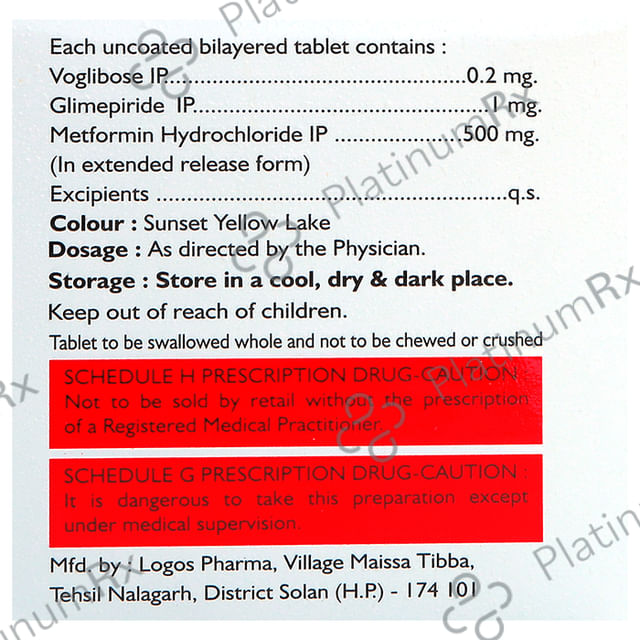 Each uncoated bilayered tablet contains :
Voglibose IP.................................................0.2 mg.
Glimepiride IP.................................................1 mg.
Metformin Hydrochloride IP .....................500 mg.
(In extended release form)
Excipients .........................................................q.s.
Colour : Sunset Yellow Lake
Dosage : As directed by the Physician.
Storage : Store in a cool, dry & dark place.
Keep out of reach of children.
Tablet to be swallowed whole and not to be chewed or crushed
SCHEDULE H PRESCRIPTION DRUG-CAUTION :
Not to be sold by retail without the prescription
of a Registered Medical Practitioner.
SCHEDULE G PRESCRIPTION DRUG-CAUTION :
It is dangerous to take this preparation except
under medical supervision.
Mfd. by : Logos Pharma, Village Maissa Tibba,
Tehsil Nalagarh, District Solan (H.P.) - 174 101
PlatinumRx
PlatinumRx
PlatinumRx
PlatinumRx